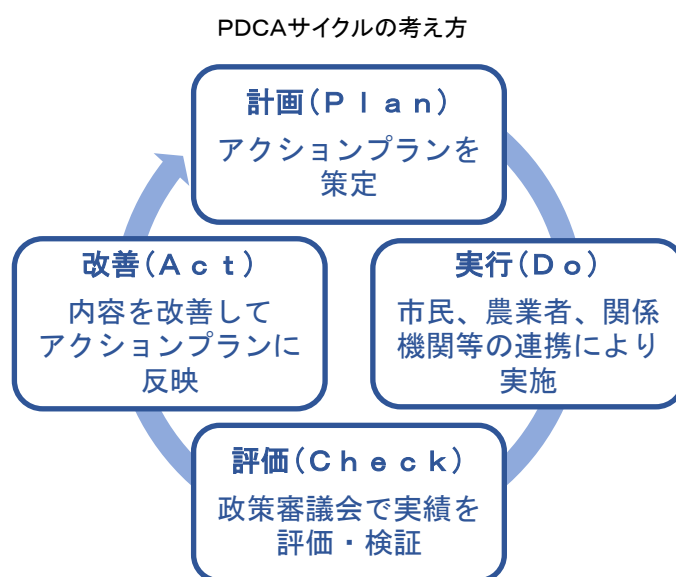 PDCAサイクルの考え方
計画(Ｐｌａｎ)
アクションプランを
策定
改善(Ａｃｔ)
内容を改善して
アクションプランに
反映
実行(Ｄｏ)
市民、農業者、関係
機関等の連携により
実施
評価(Ｃｈｅｃｋ)
政策審議会で実績を
評価・検証